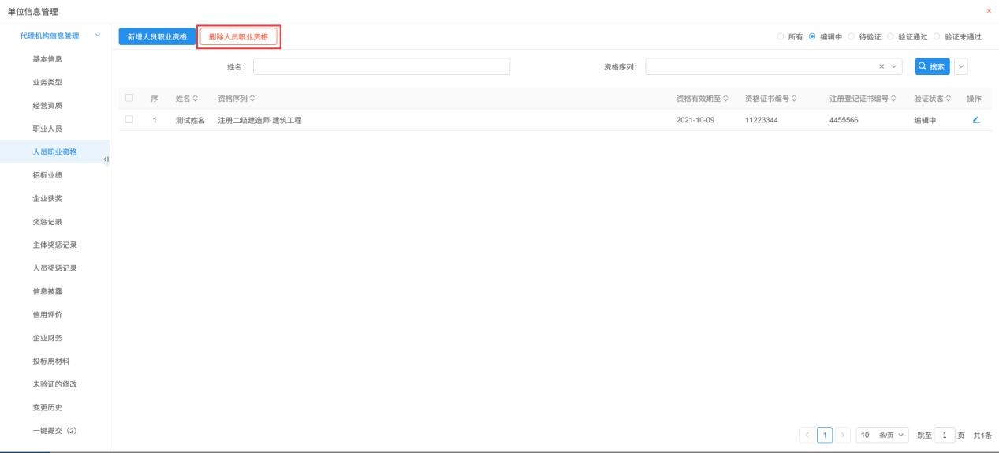 单位信息管理
代理机构信息管理
基本信息
业务类型
经营资质
职业人员
人员职业资格
招标业绩
企业获奖
奖惩记录
主体奖惩记录
人员奖惩记录
信息披露
信用评价
企业财务
投标用材料
未验证的修改
变更历史
一键提交（2）
新增人员职业资格 删除人员职业资格 所有 编辑中 待验证 验证通过 验证未通过
姓名： 资格序列： 搜索
序 姓名 资格序列 资格有效期至 资格证书编号 注册登记证书编号 验证状态 操作
1 测试姓名 注册二级建造师·建筑工程 2021-10-09 11223344 4455566 编辑中
1 10 条/页 跳至 1 页 共1条